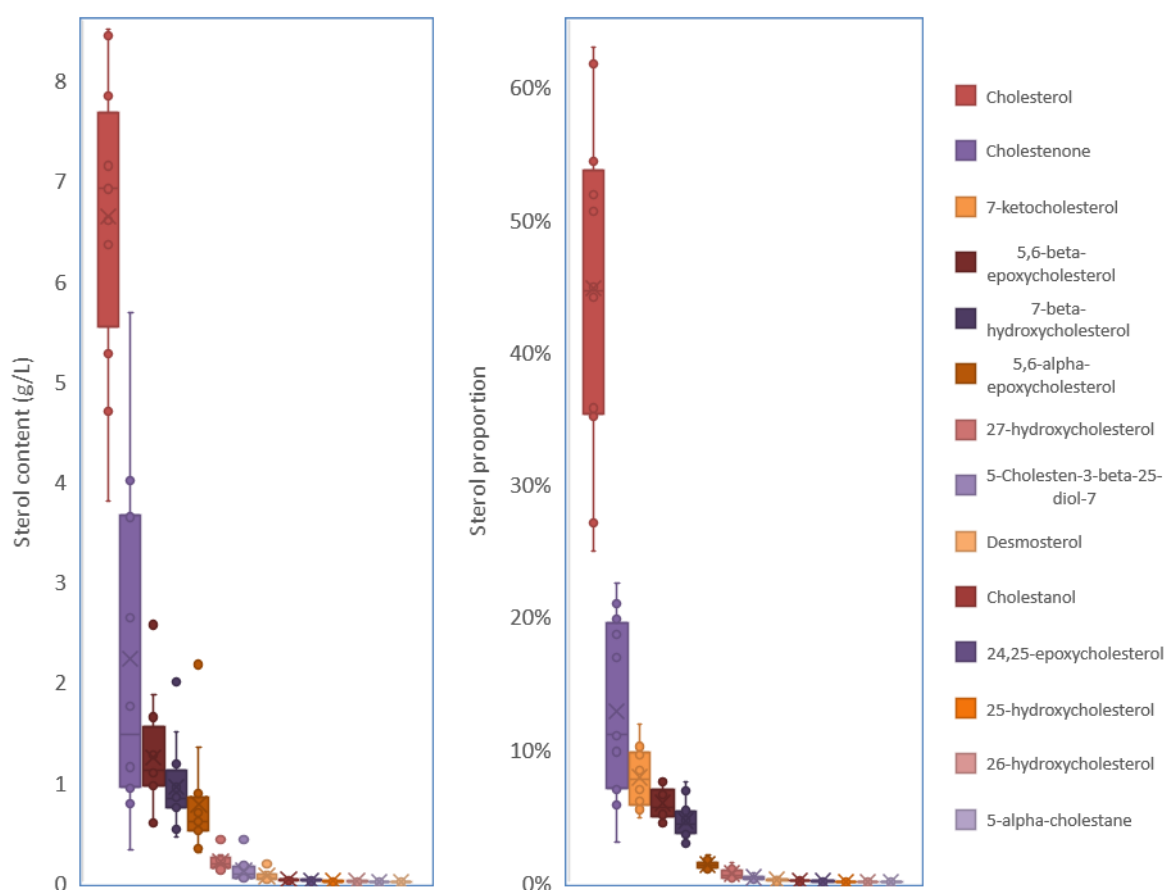 Sterol content (g/L)
8
7
6
5
4
3
2
1
0
Sterol proportion
60%
50%
40%
30%
20%
10%
0%
Cholesterol
Cholestenone
7-ketocholesterol
5,6-beta-
epoxycholesterol
7-beta-
hydroxycholesterol
5,6-alpha-
epoxycholesterol
27-hydroxycholesterol
5-Cholesten-3-beta-25-
diol-7
Desmosterol
Cholestanol
24,25-epoxycholesterol
25-hydroxycholesterol
26-hydroxycholesterol
5-alpha-cholestane